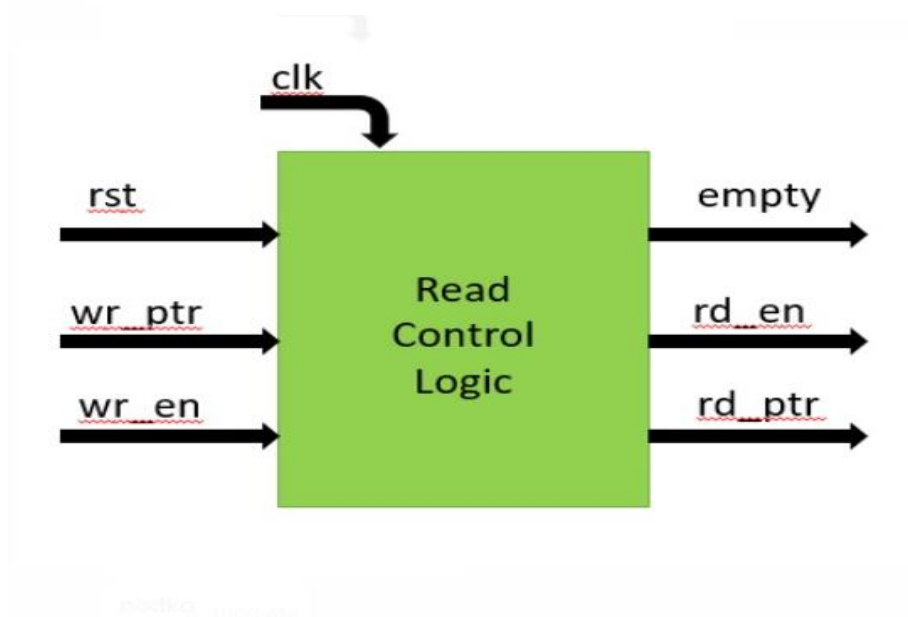 clk
rst
empty
Read
Control
Logic
wr_ptr
rd_en
wr_en
rd_ptr